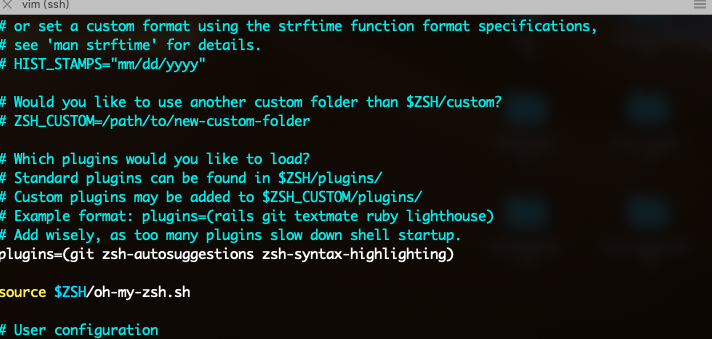 vim (ssh)
# or set a custom format using the strftime function format specifications,
# see 'man strftime' for details.
# HIST_STAMPS="mm/dd/yyyy"
# Would you like to use another custom folder than $ZSH/custom?
# ZSH_CUSTOM=/path/to/new-custom-folder
# Which plugins would you like to load?
# Standard plugins can be found in $ZSH/plugins/
# Custom plugins may be added to $ZSH_CUSTOM/plugins/
# Example format: plugins=(rails git textmate ruby lighthouse)
# Add wisely, as too many plugins slow down shell startup.
plugins=(git zsh-autosuggestions zsh-syntax-highlighting)
source $ZSH/oh-my-zsh.sh
# User configuration